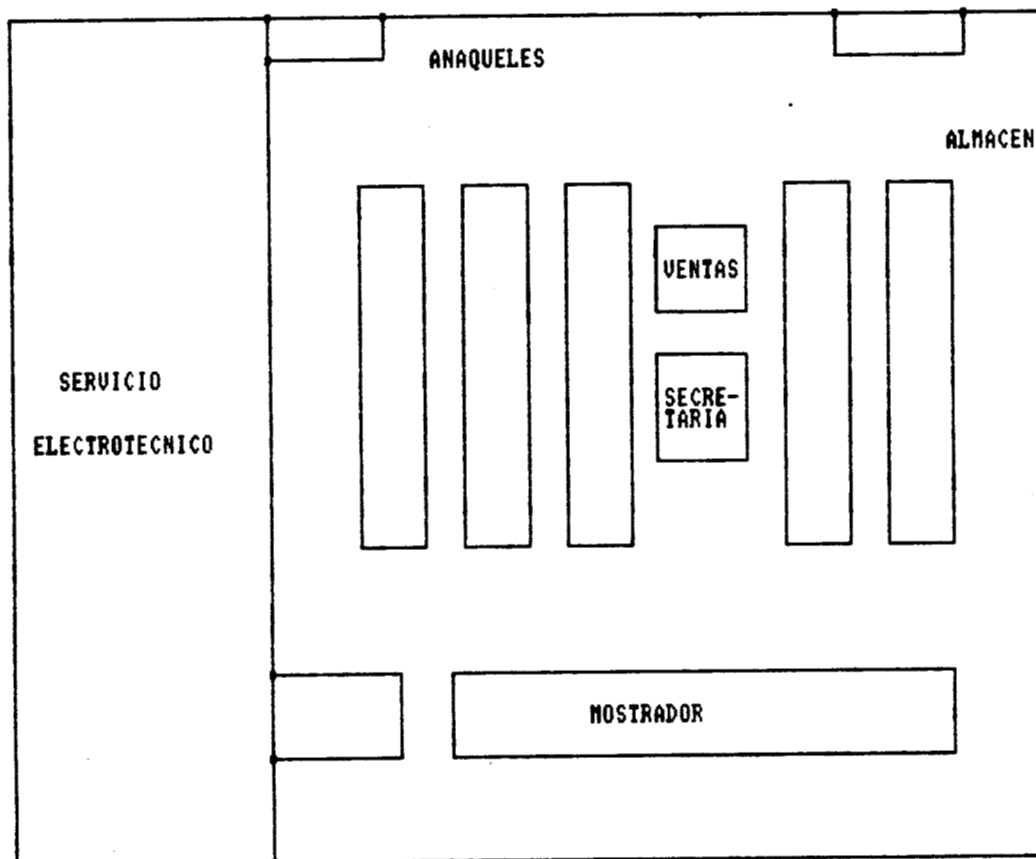 ANAQUELES
ALMACEN
VENTAS
SECRE-
TARIA
SERVICIO
ELECTROTECNICO
MOSTRADOR